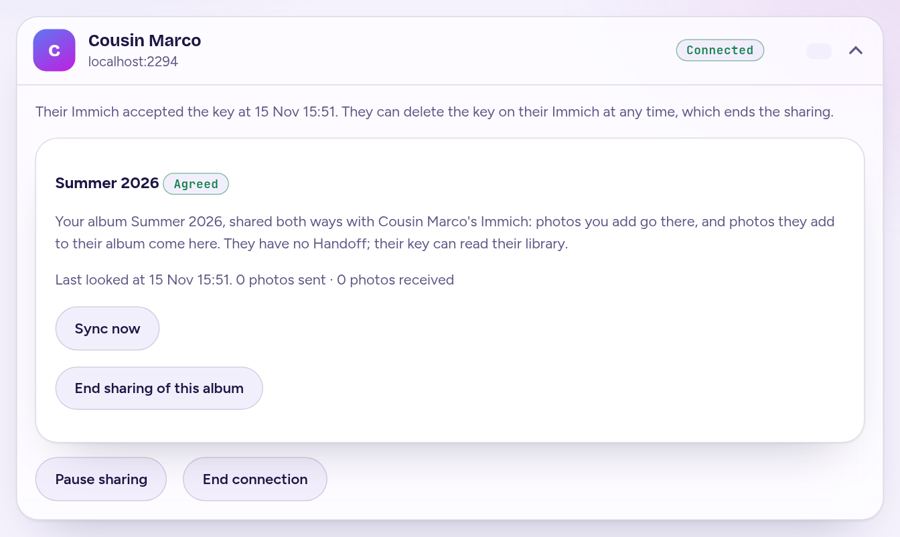 C
Cousin Marco
localhost:2294
Connected
Their Immich accepted the key at 15 Nov 15:51. They can delete the key on their Immich at any time, which ends the sharing.
Summer 2026 Agreed
Your album Summer 2026, shared both ways with Cousin Marco's Immich: photos you add go there, and photos they add
to their album come here. They have no Handoff; their key can read their library.
Last looked at 15 Nov 15:51. 0 photos sent · 0 photos received
Sync now
End sharing of this album
Pause sharing End connection